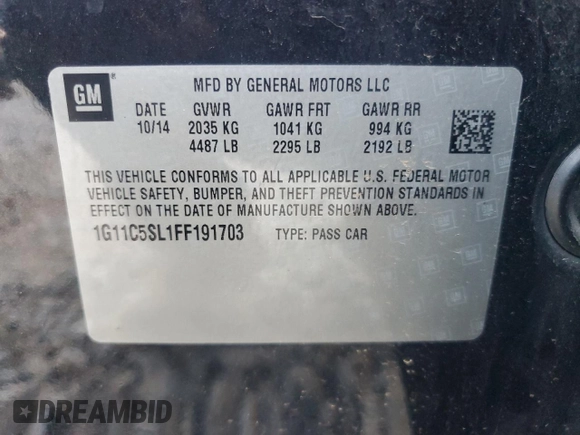 GM
MFD BY GENERAL MOTORS LLC
DATE GVWR GAWR FRT GAWR RR
10/14 2035 KG 1041 KG 994 KG
4487 LB 2295 LB 2192 LB
THIS VEHICLE CONFORMS TO ALL APPLICABLE U.S. FEDERAL MOTOR
VEHICLE SAFETY, BUMPER, AND THEFT PREVENTION STANDARDS IN
EFFECT ON THE DATE OF MANUFACTURE SHOWN ABOVE.
1G11C5SL1FF191703 TYPE: PASS CAR
DREAMBID